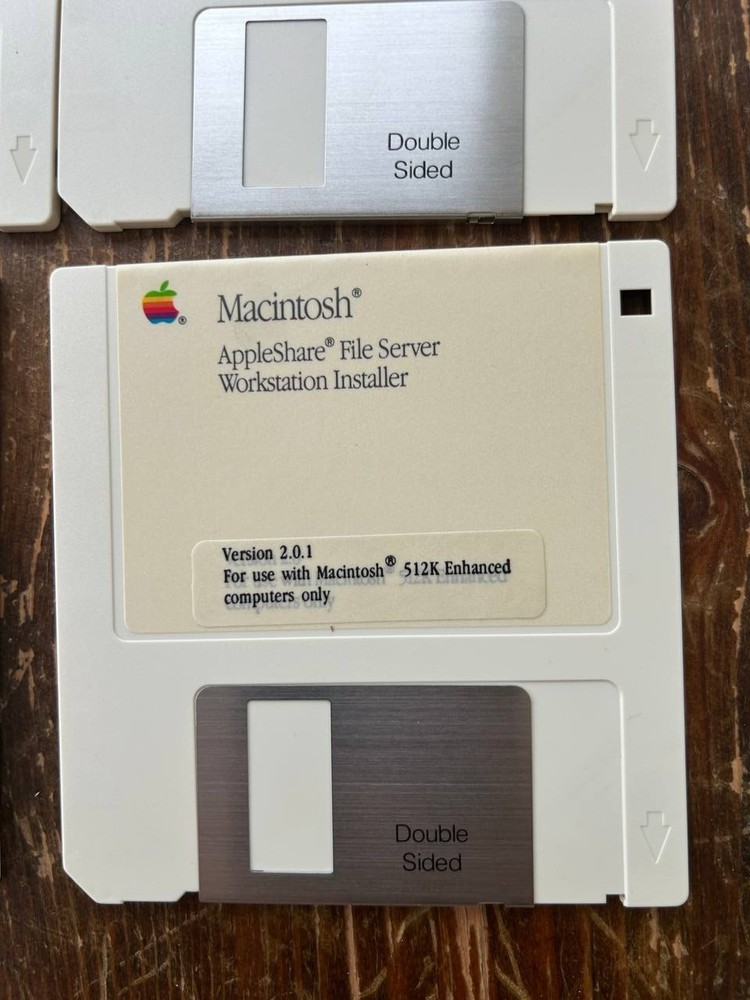 Double
Sided
Macintosh®
AppleShare® File Server
Workstation Installer
Version 2.0.1
For use with Macintosh® 512K Enhanced
computers only
Double
Sided